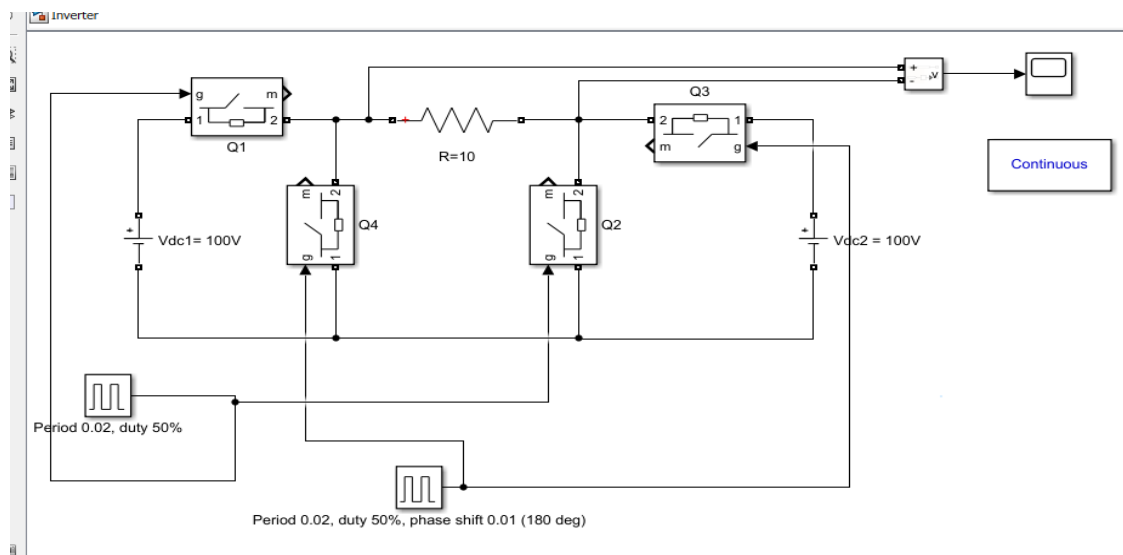 Inverter
g
m
1
2
Q1
+
R=10
Q3
2
1
m
g
+
-
v
Continuous
m
2
g
1
Q4
m
2
g
1
Q2
+
Vdc1= 100V
+
Vdc2 = 100V
Period 0.02, duty 50%
Period 0.02, duty 50%, phase shift 0.01 (180 deg)